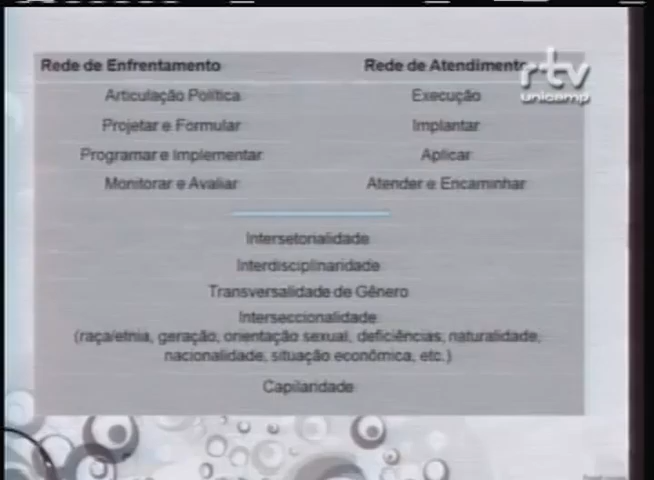 Rede de Enfrentamento Rede de Atendimento
rtv
unicamp
Articulação Política Execução
Projetar e Formular Implantar
Programar e Implementar Aplicar
Monitorar e Avaliar Atender e Encaminhar
Intersetorialidade
Interdisciplinaridade
Transversalidade de Gênero
Interseccionalidade
(raça/etnia, geração, orientação sexual, deficiências, naturalidade,
nacionalidade, situação econômica, etc.)
Capilaridade